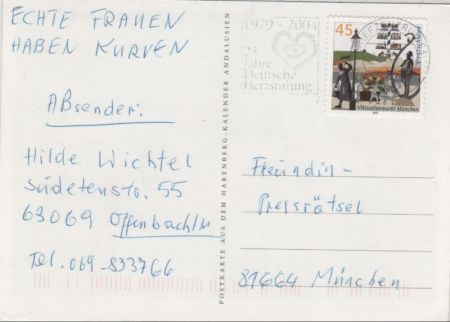 ECHTE FRAUEN
HABEN KURVEN
Absender:
Hilde Wichtel
Sudetenstr. 55
63069 Offenbach/M
Tel. 069-833766
POSTKARTE AUS DEM HARENBERG-KALENDER ANDALUSIEN
1979 - 2004
25
Jahre
Deutsche
Herzstiftung
45
Viktualienmarkt München
Freundin-
Preisrätsel
81664 München